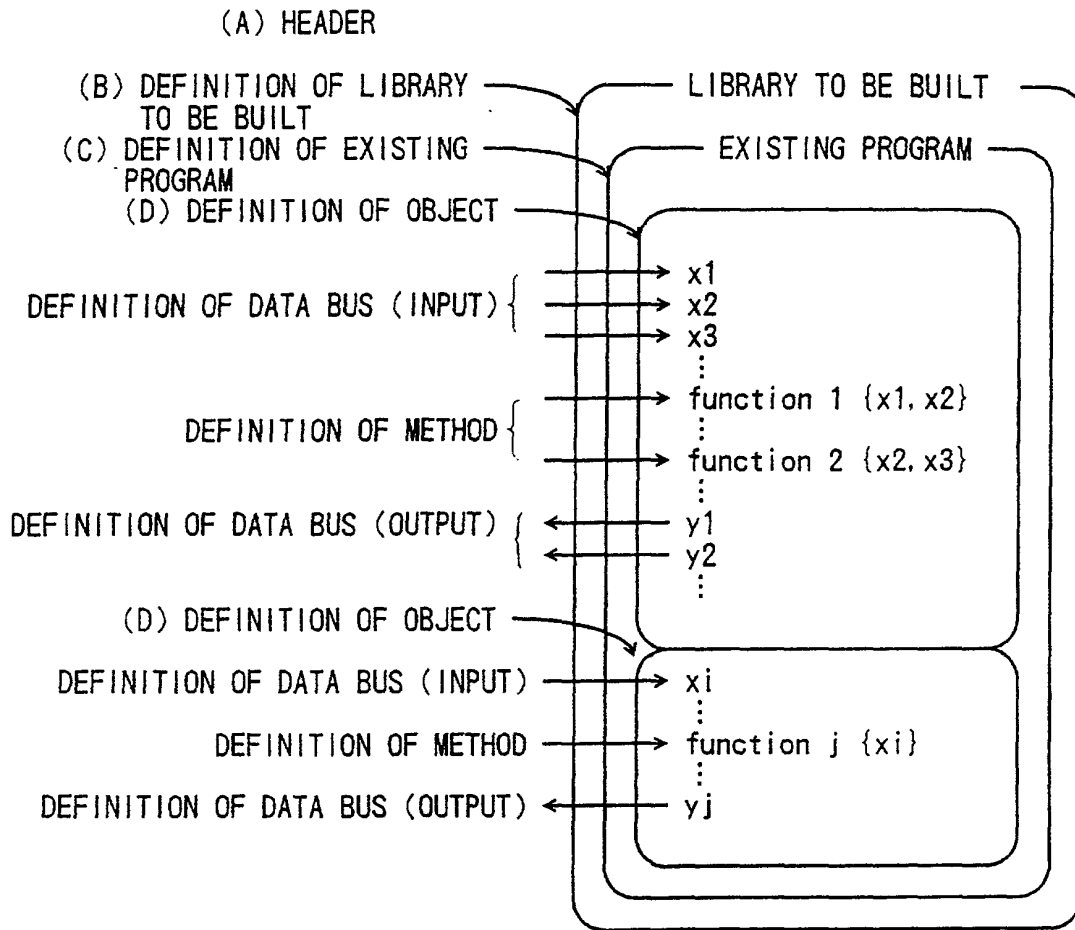 (A) HEADER
(B) DEFINITION OF LIBRARY
TO BE BUILT
LIBRARY TO BE BUILT
(C) DEFINITION OF EXISTING
PROGRAM
EXISTING PROGRAM
(D) DEFINITION OF OBJECT
x1
DEFINITION OF DATA BUS (INPUT)
x2
x3
function 1 {x1, x2}
DEFINITION OF METHOD
function 2 {x2, x3}
DEFINITION OF DATA BUS (OUTPUT)
y1
y2
(D) DEFINITION OF OBJECT
DEFINITION OF DATA BUS (INPUT)
xi
DEFINITION OF METHOD
function j {xi}
DEFINITION OF DATA BUS (OUTPUT)
yj